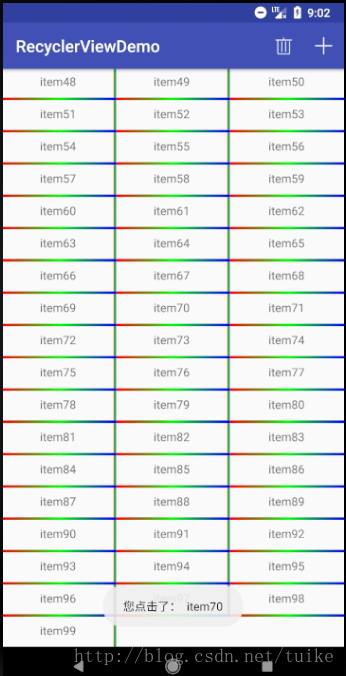 LTE 9:02
RecyclerViewDemo
item48 item49 item50
item51 item52 item53
item54 item55 item56
item57 item58 item59
item60 item61 item62
item63 item64 item65
item66 item67 item68
item69 item70 item71
item72 item73 item74
item75 item76 item77
item78 item79 item80
item81 item82 item83
item84 item85 item86
item87 item88 item89
item90 item91 item92
item93 item94 item95
item96 item97 item98
您点击了： item70
item99
http://blog.csdn.net/tuike